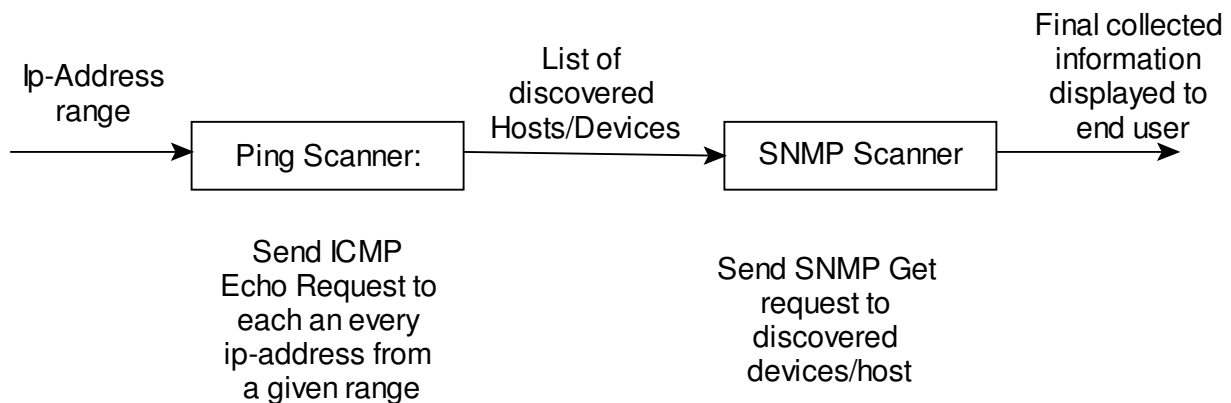 Ip-Address
range
Ping Scanner:
Send ICMP
Echo Request to
each an every
ip-address from
a given range
List of
discovered
Hosts/Devices
SNMP Scanner
Send SNMP Get
request to
discovered
devices/host
Final collected
information
displayed to
end user